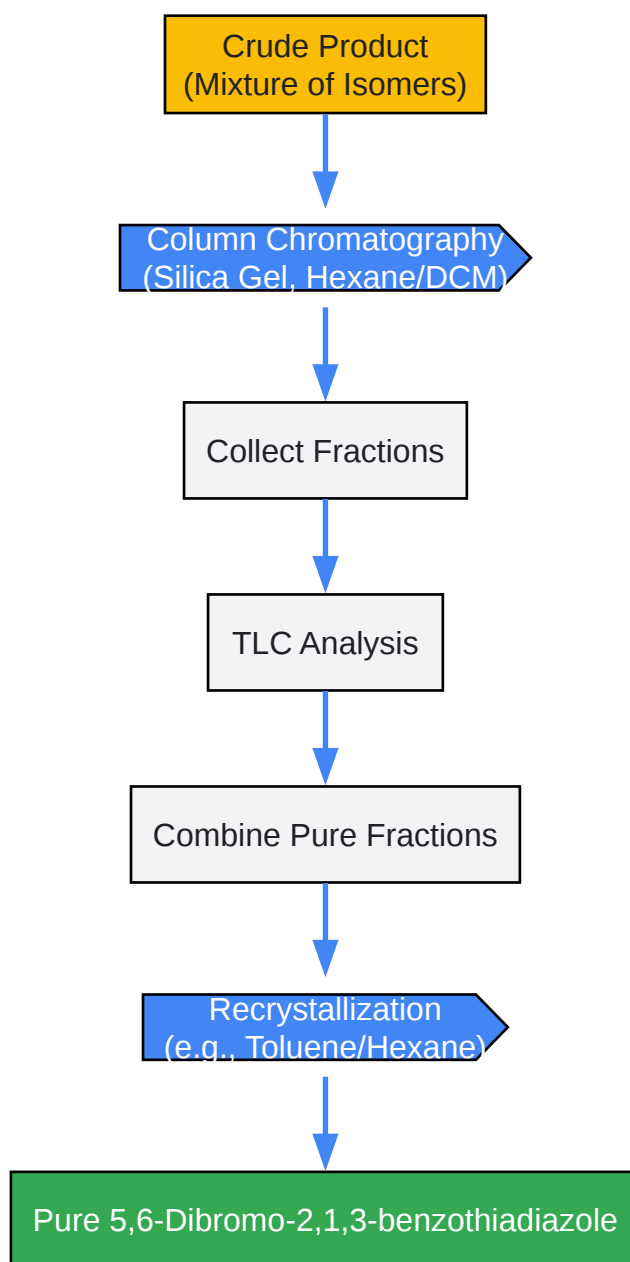 Crude Product
(Mixture of Isomers)
Column Chromatography
(Silica Gel, Hexane/DCM)
Collect Fractions
TLC Analysis
Combine Pure Fractions
Recrystallization
(e.g., Toluene/Hexane)
Pure 5,6-Dibromo-2,1,3-benzothiadiazole